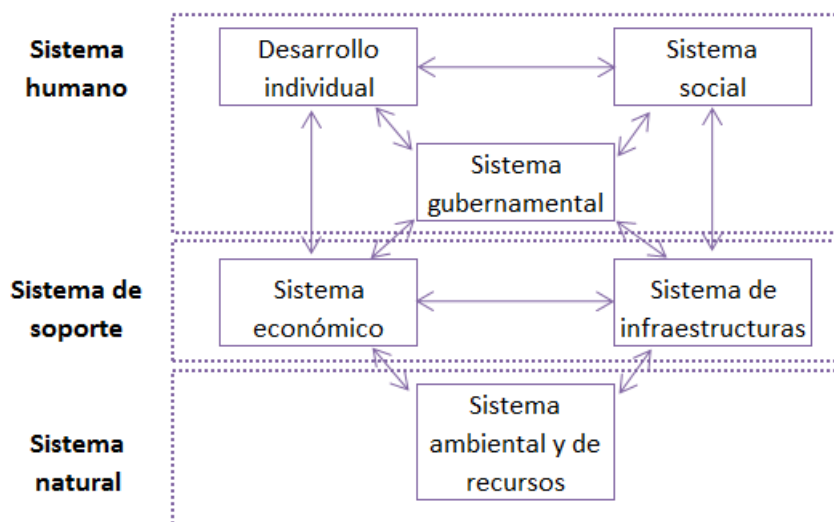 Sistema
humano
Desarrollo
individual
Sistema
social
Sistema
gubernamental
Sistema de
soporte
Sistema
económico
Sistema de
infraestructuras
Sistema
natural
Sistema
ambiental y de
recursos